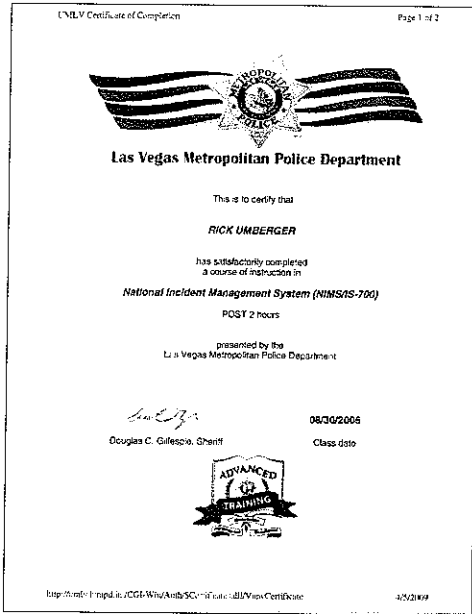 UMLV Certificate of Completion
Page 1 of 2
METROPOLITAN
POLICE
Las Vegas Metropolitan Police Department
This is to certify that
RICK UMBERGER
has satisfactorily completed
a course of instruction in
National Incident Management System (NIMS/IS-700)
POST 2 hours
presented by the
Las Vegas Metropolitan Police Department
08/30/2006
Douglas C. Gillespie, Sheriff
Class date
ADVANCED
TRAINING
4/5/2009